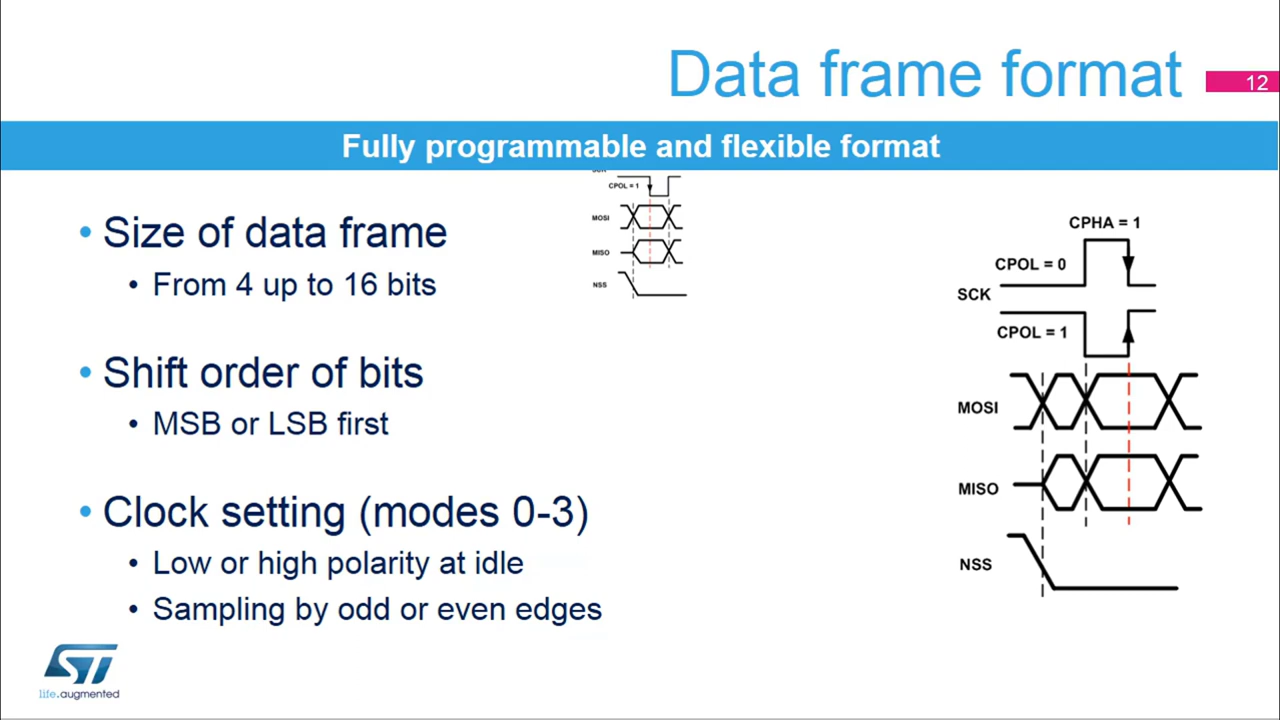 Data frame format
12
Fully programmable and flexible format
• Size of data frame
• From 4 up to 16 bits
• Shift order of bits
• MSB or LSB first
• Clock setting (modes 0-3)
• Low or high polarity at idle
• Sampling by odd or even edges
CPOL = 1
MOSI
MISO
NSS
CPHA = 1
CPOL = 0
SCK
CPOL = 1
MOSI
MISO
NSS
ST
life.augmented